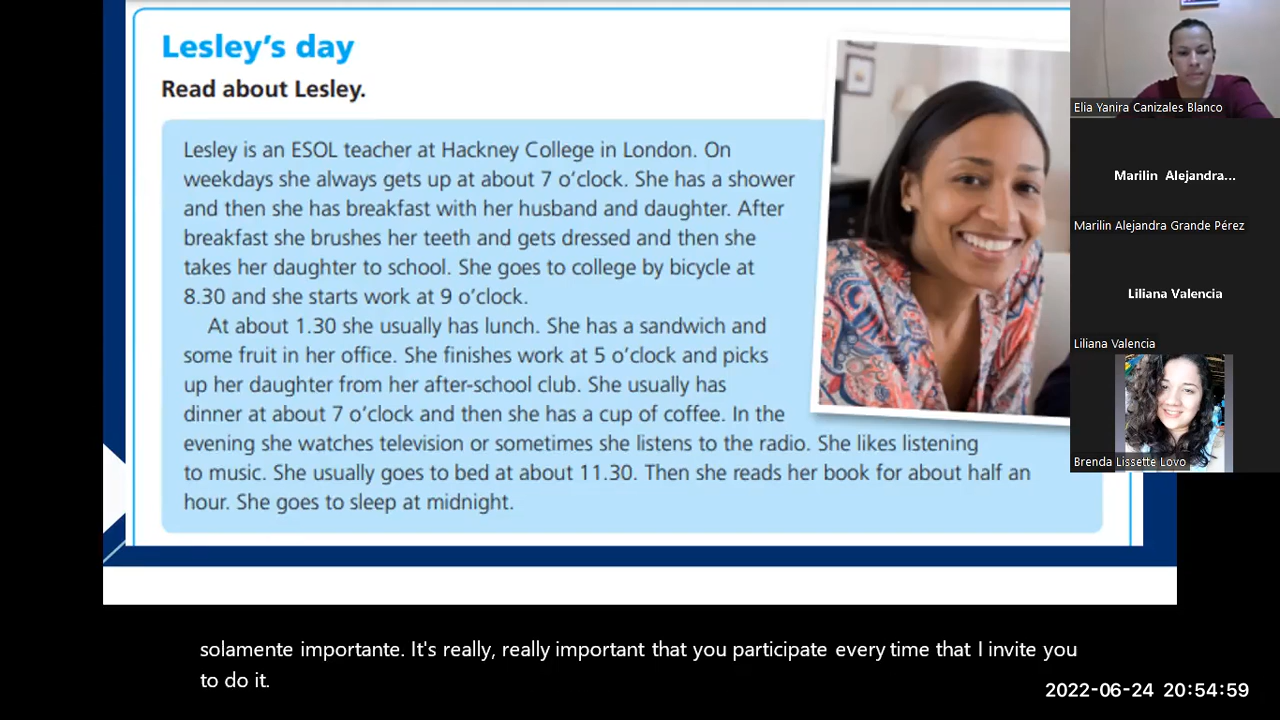 Lesley's day
Read about Lesley.
Lesley is an ESOL teacher at Hackney College in London. On
weekdays she always gets up at about 7 o'clock. She has a shower
and then she has breakfast with her husband and daughter. After
breakfast she brushes her teeth and gets dressed and then she
takes her daughter to school. She goes to college by bicycle at
8.30 and she starts work at 9 o'clock.
At about 1.30 she usually has lunch. She has a sandwich and
some fruit in her office. She finishes work at 5 o'clock and picks
up her daughter from her after-school club. She usually has
dinner at about 7 o'clock and then she has a cup of coffee. In the
evening she watches television or sometimes she listens to the radio. She likes listening
to music. She usually goes to bed at about 11.30. Then she reads her book for about half an
hour. She goes to sleep at midnight.
Elia Yanira Canizales Blanco
Marilin Alejandra...
Marilin Alejandra Grande Pérez
Liliana Valencia
Liliana Valencia
Brenda Lissette Lovo
solamente importante. It's really, really important that you participate every time that I invite you
to do it.
2022-06-24 20:54:59